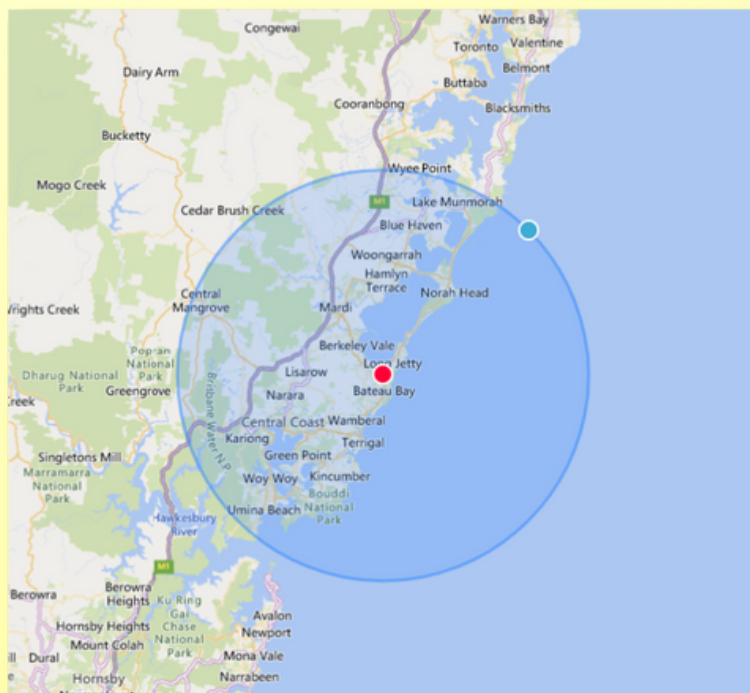 Warners Bay
Congewai
Toronto
Valentine
Dairy Arm
Belmont
Buttaba
Cooranbong
Blacksmiths
Bucketty
Wyee Point
Mogo Creek
M1
Lake Munmorah
Cedar Brush Creek
Blue Haven
Woongarrah
Hamlyn
Terrace
Central
Mangrove
Norah Head
Wrights Creek
Mardi
Berkeley Vale
Popran
National
Park
Long Jetty
Dharug National
Park
Lisarow
Greengrove
Bateau Bay
Creek
Narara
Brisbane Water N.P
Central Coast
Wamberal
Kariong
Terrigal
Singletons Mill
Green Point
Marramarra
National
Park
Woy Woy
Kincumber
Bouddi
National
Park
Umina Beach
Hawkesbury
River
M1
Berowra
Heights
Berowra
Ku Ring
Gai
Chase
National
Park
Avalon
Hornsby Heights
Newport
Mount Colah
Dural
Mona Vale
Hornsby
Narrabeen